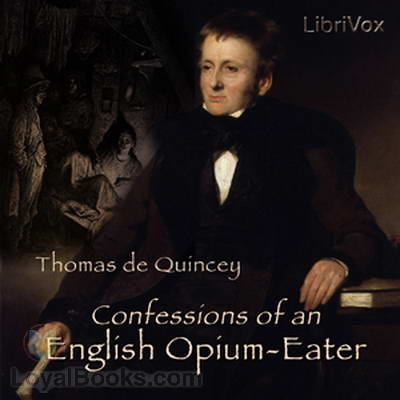 LibriVox
Thomas de Quincey
Confessions of an
English Opium-Eater
LoyalBooks.com